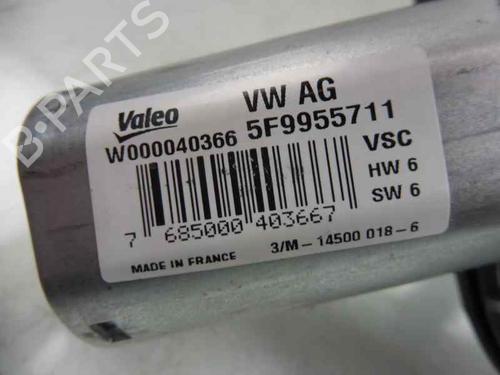 B-PARTS
Valeo
VW AG
W000040366 5F9955711
VSC
HW 6
SW 6
7 685000 403667
MADE IN FRANCE 3/M-14500 018-6